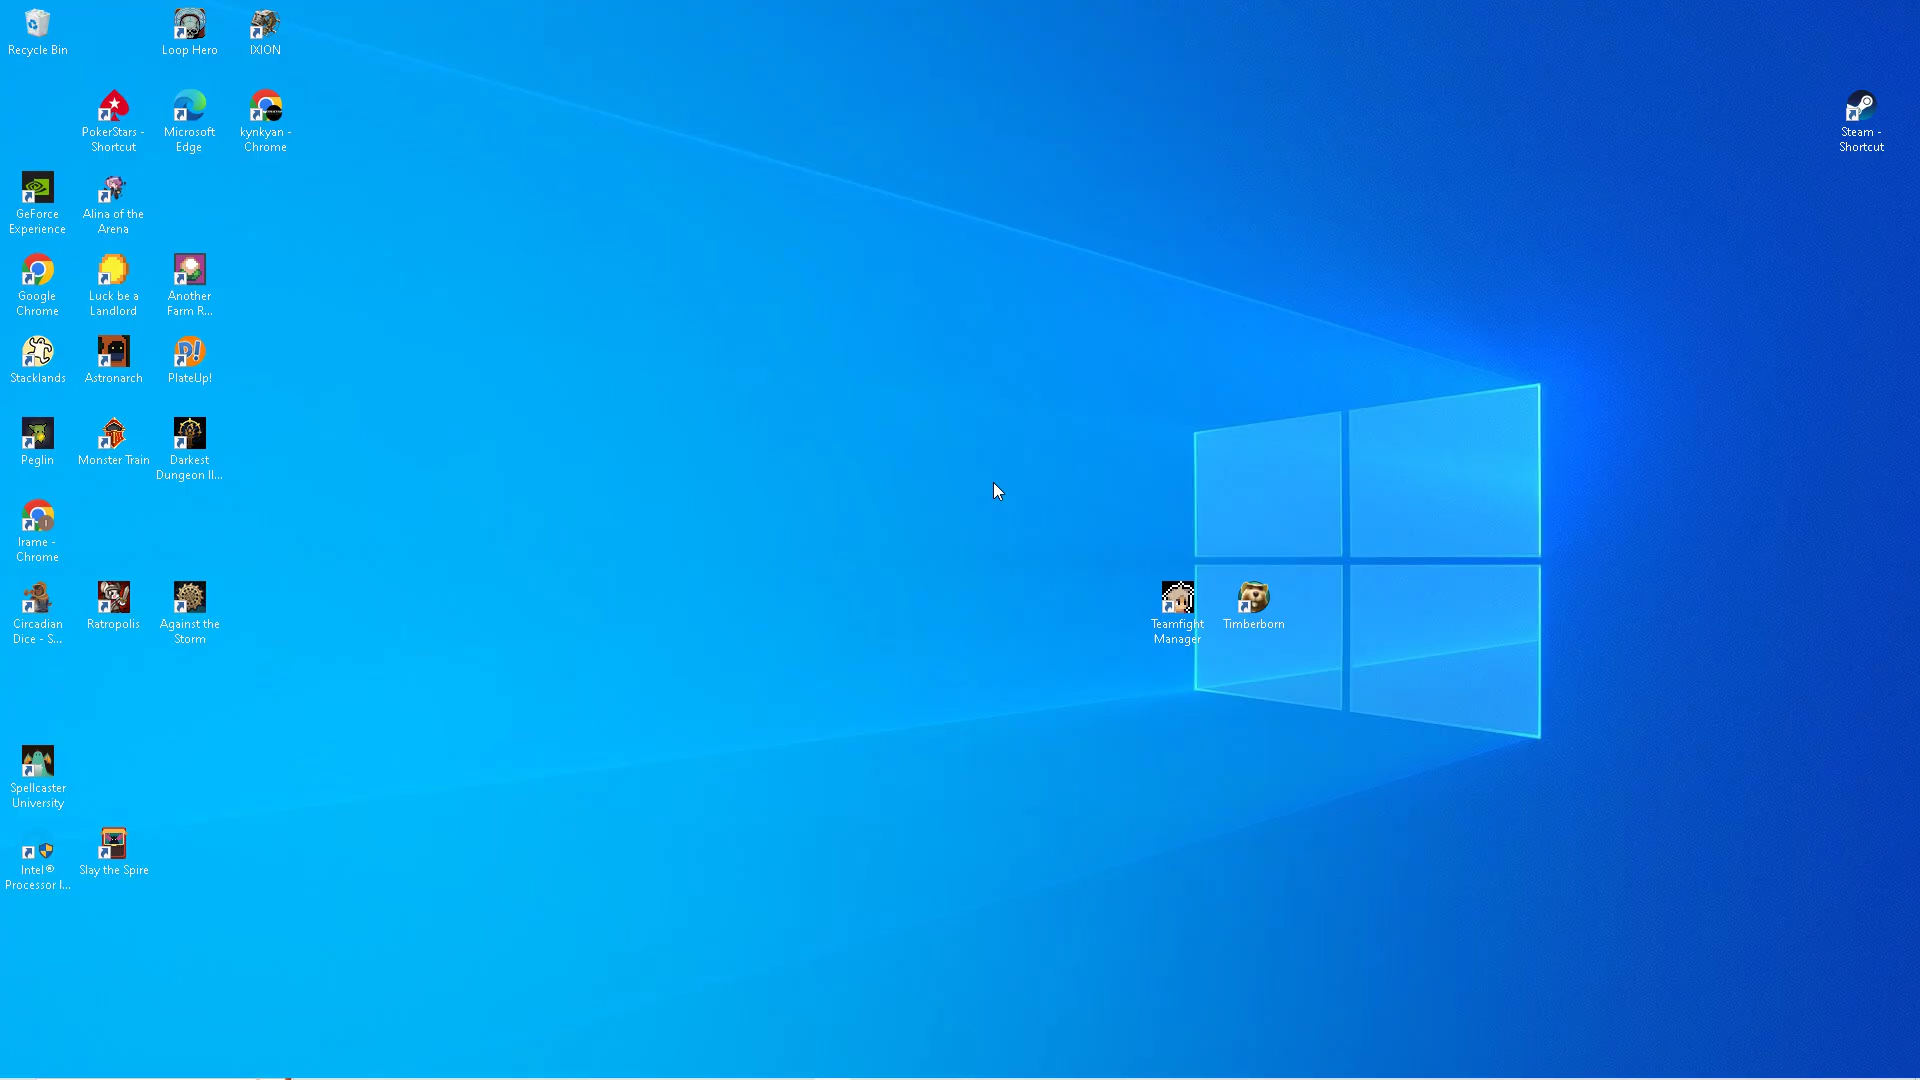 Recycle Bin
Loop Hero
IXION
PokerStars -
Shortcut
Microsoft
Edge
kynkyan -
Chrome
Steam -
Shortcut
GeForce
Experience
Alina of the
Arena
Google
Chrome
Luck be a
Landlord
Another
Farm R...
Stacklands
Astronarch
PlateUp!
Peglin
Monster Train
Darkest
Dungeon II...
Irame -
Chrome
Circadian
Dice - S...
Ratropolis
Against the
Storm
Teamfight
Manager
Timberborn
Spellcaster
University
Intel®
Processor I...
Slay the Spire